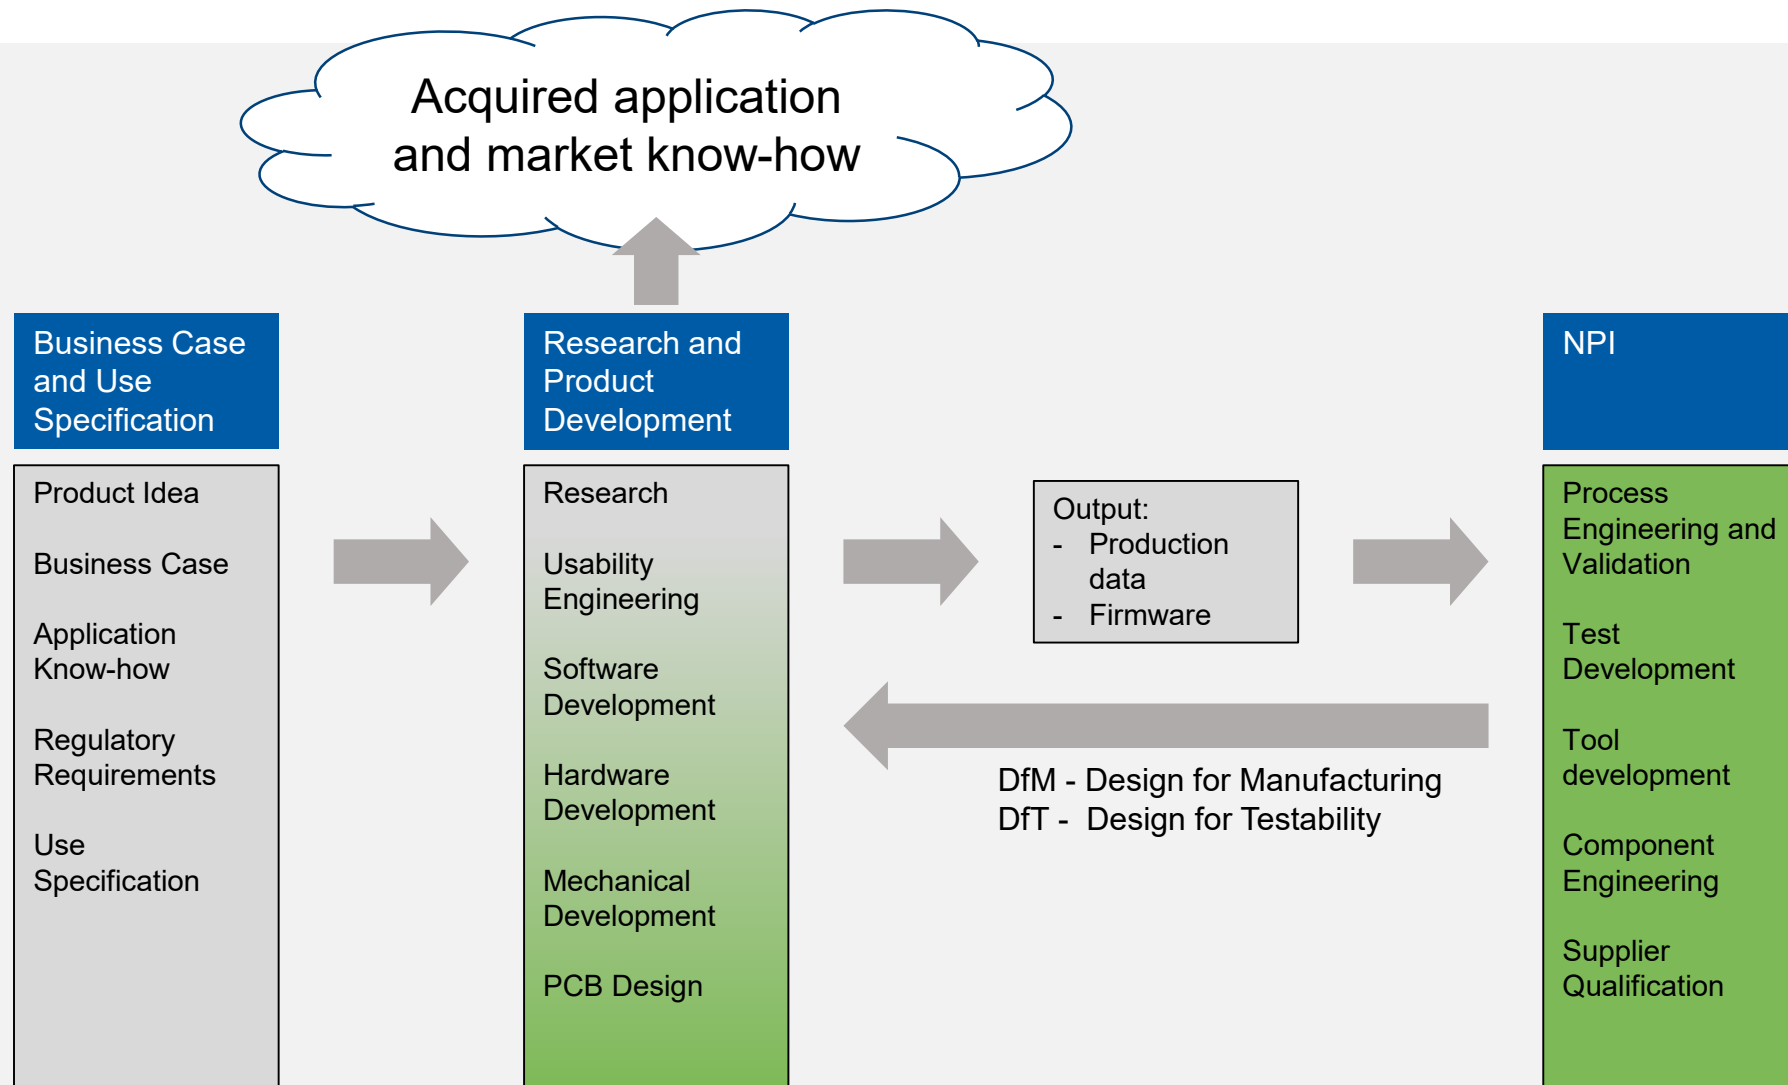 Acquired application
and market know-how
Business Case
and Use
Specification
Product Idea
Business Case
Application
Know-how
Regulatory
Requirements
Use
Specification
Research and
Product
Development
Research
Usability
Engineering
Software
Development
Hardware
Development
Mechanical
Development
PCB Design
Output:
- Production
data
- Firmware
DfM - Design for Manufacturing
DfT - Design for Testability
NPI
Process
Engineering and
Validation
Test
Development
Tool
development
Component
Engineering
Supplier
Qualification